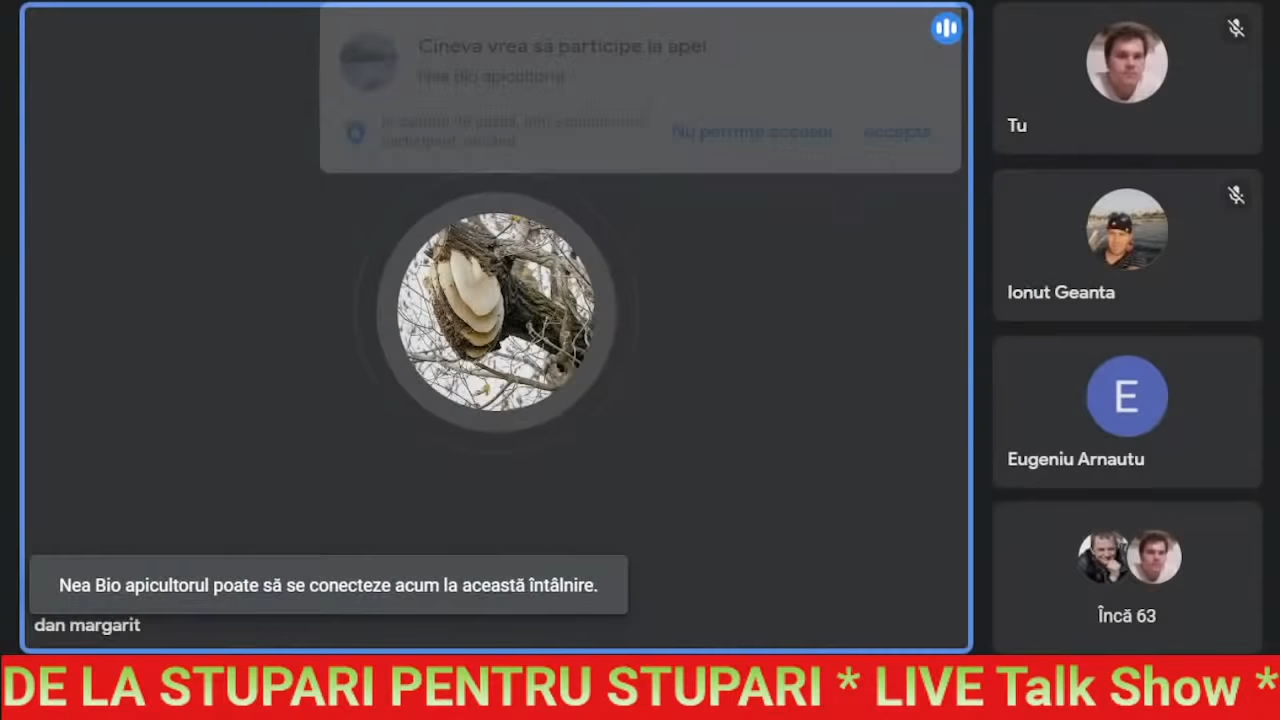 Cineva vrea să participe la apel
Nea Bio apicultorul
Nu permite accesul
Acceptă
Tu
Ionut Geanta
E
Eugeniu Arnautu
Încă 63
Nea Bio apicultorul poate să se conecteze acum la această întâlnire.
dan margarit
DE LA STUPARI PENTRU STUPARI * LIVE Talk Show *